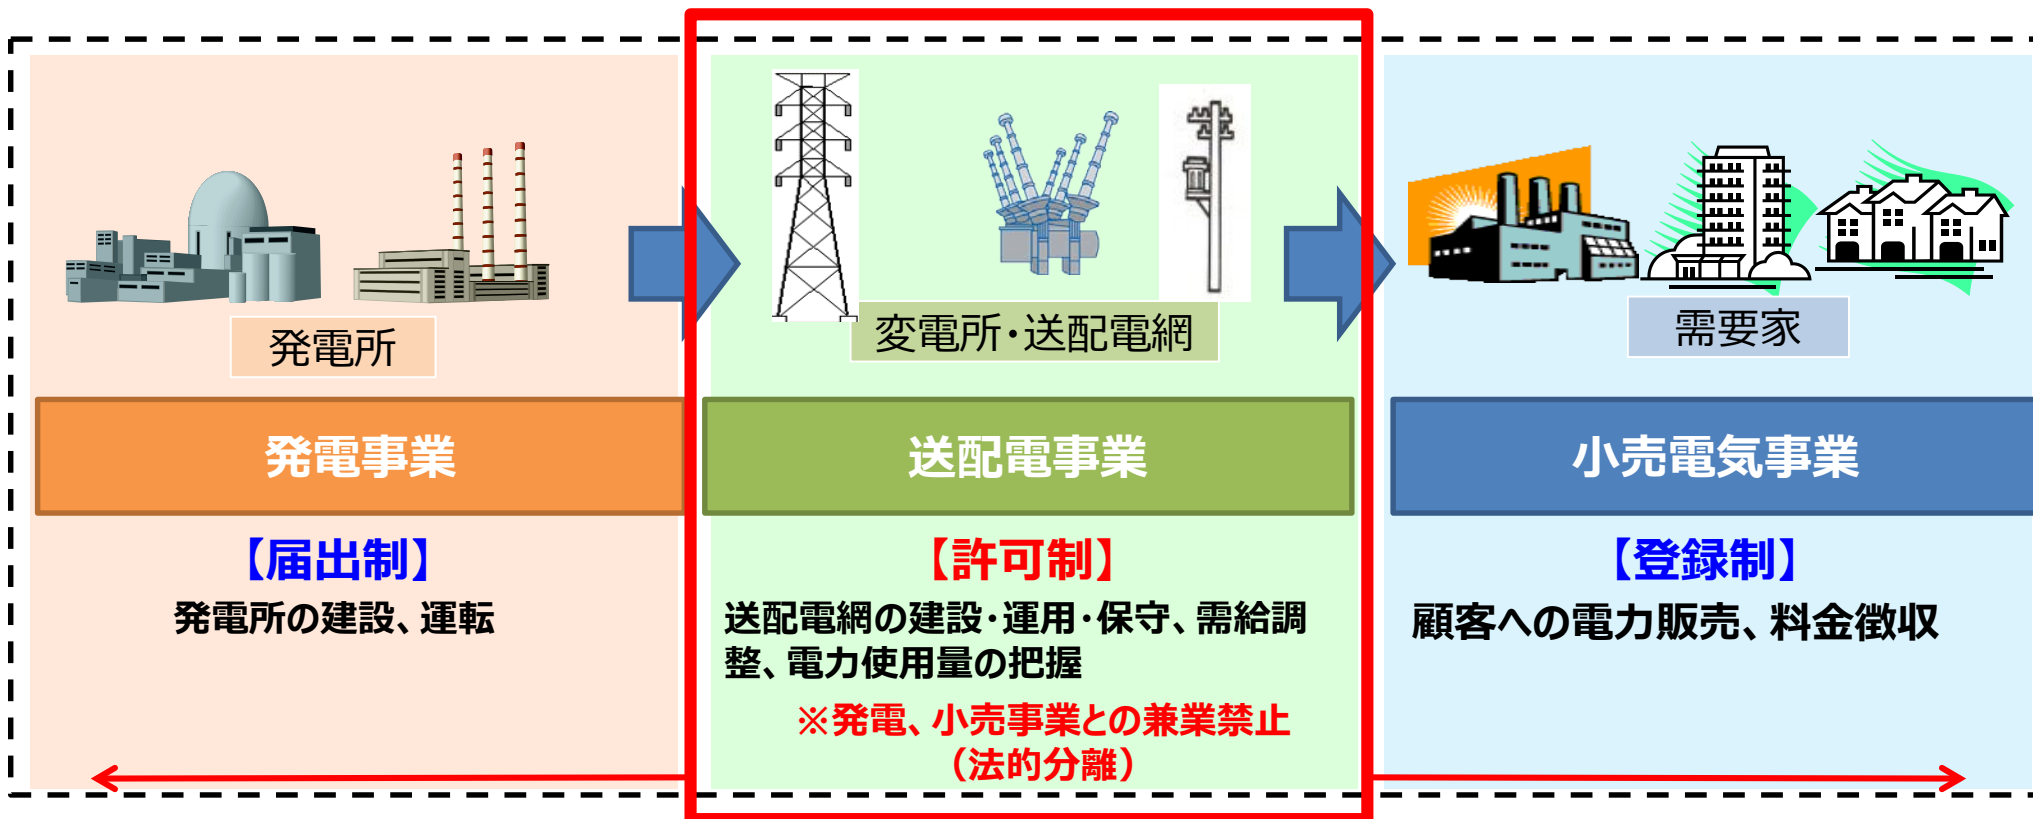 発電所
変電所・送配電網
需要家
発電事業
送配電事業
小売電気事業
【届出制】
発電所の建設、運転
【許可制】
送配電網の建設・運用・保守、需給調
整、電力使用量の把握
※発電、小売事業との兼業禁止
（法的分離）
【登録制】
顧客への電力販売、料金徴収